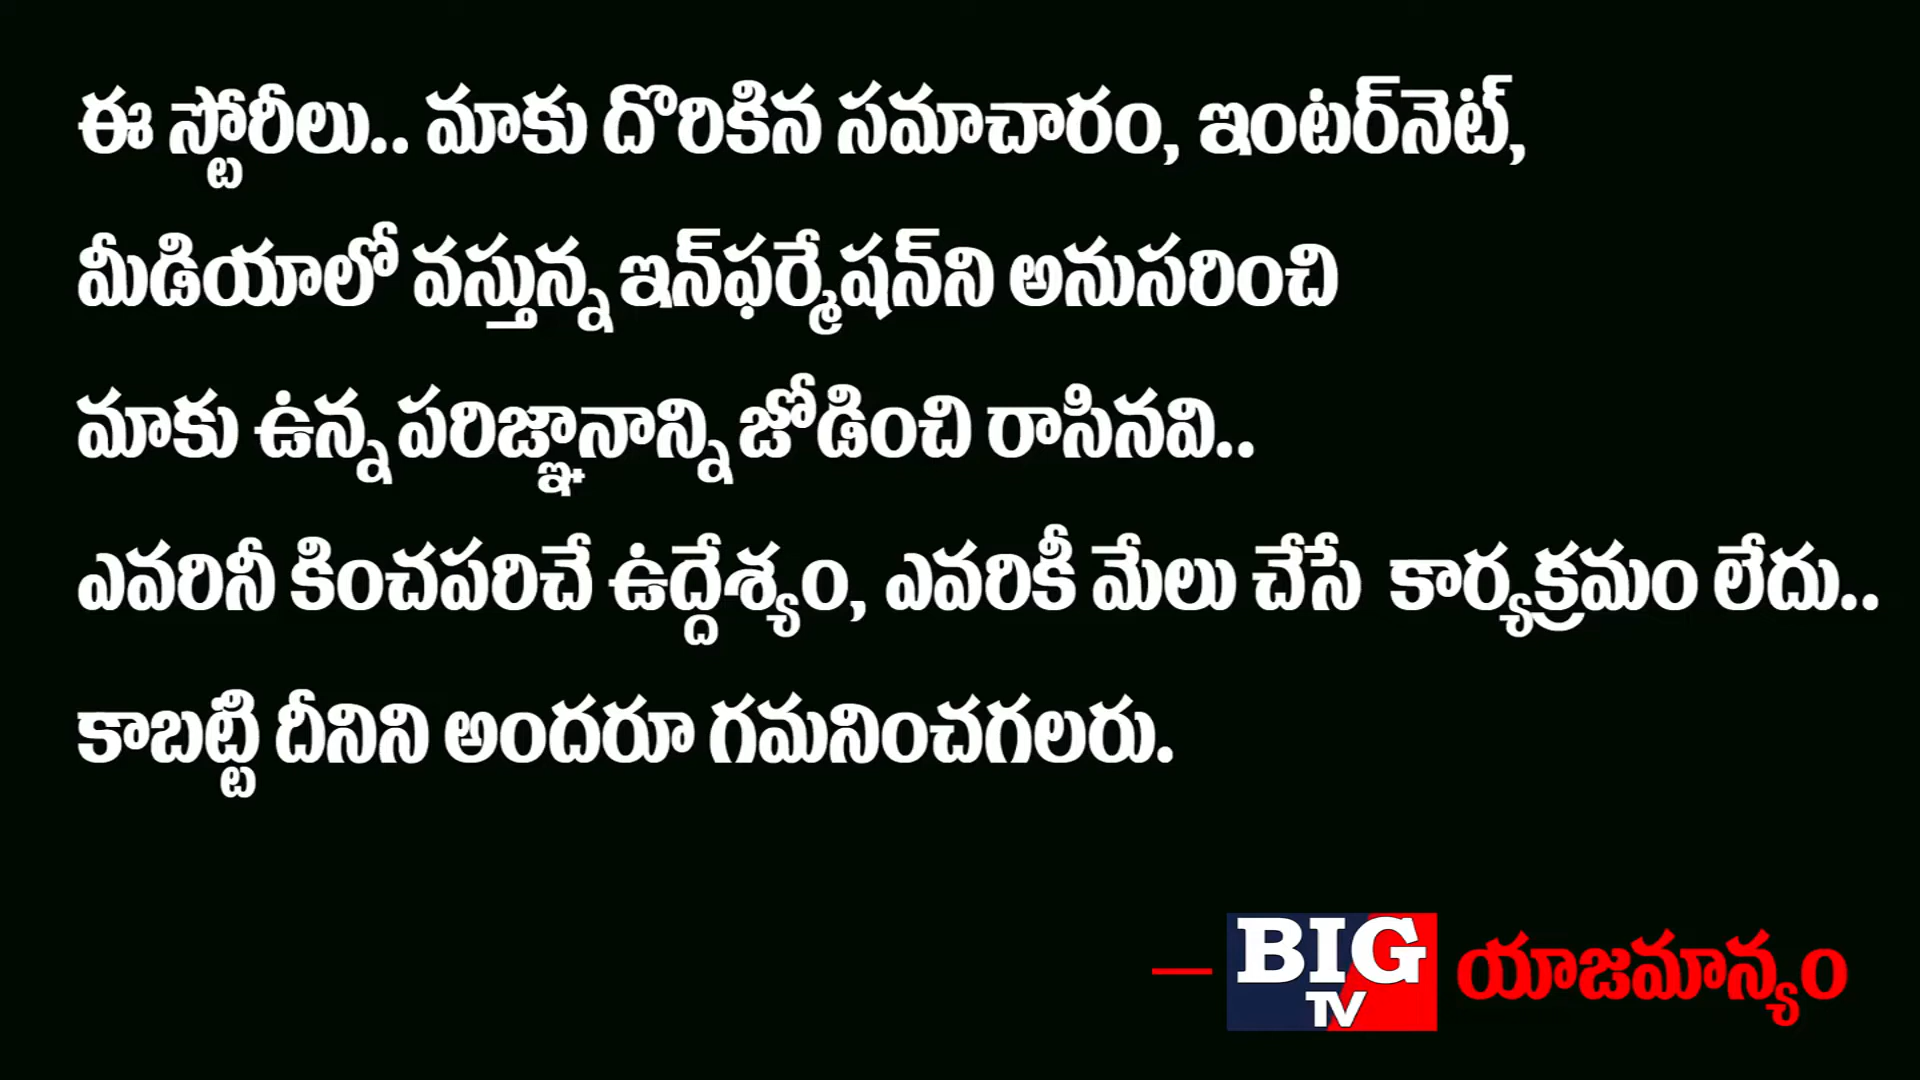 ఈ స్టోరీలు.. మాకు దొరికిన సమాచారం, ఇంటర్‌నెట్,
మీడియాలో వస్తున్న ఇన్‌ఫర్మేషన్‌ని అనుసరించి
మాకు ఉన్న పరిజ్ఞానాన్ని జోడించి రాసినవి..
ఎవరినీ కించపరిచే ఉద్దేశ్యం, ఎవరికీ మేలు చేసే కార్యక్రమం లేదు..
కాబట్టి దీనిని అందరూ గమనించగలరు.
— BIG TV యాజమాన్యం